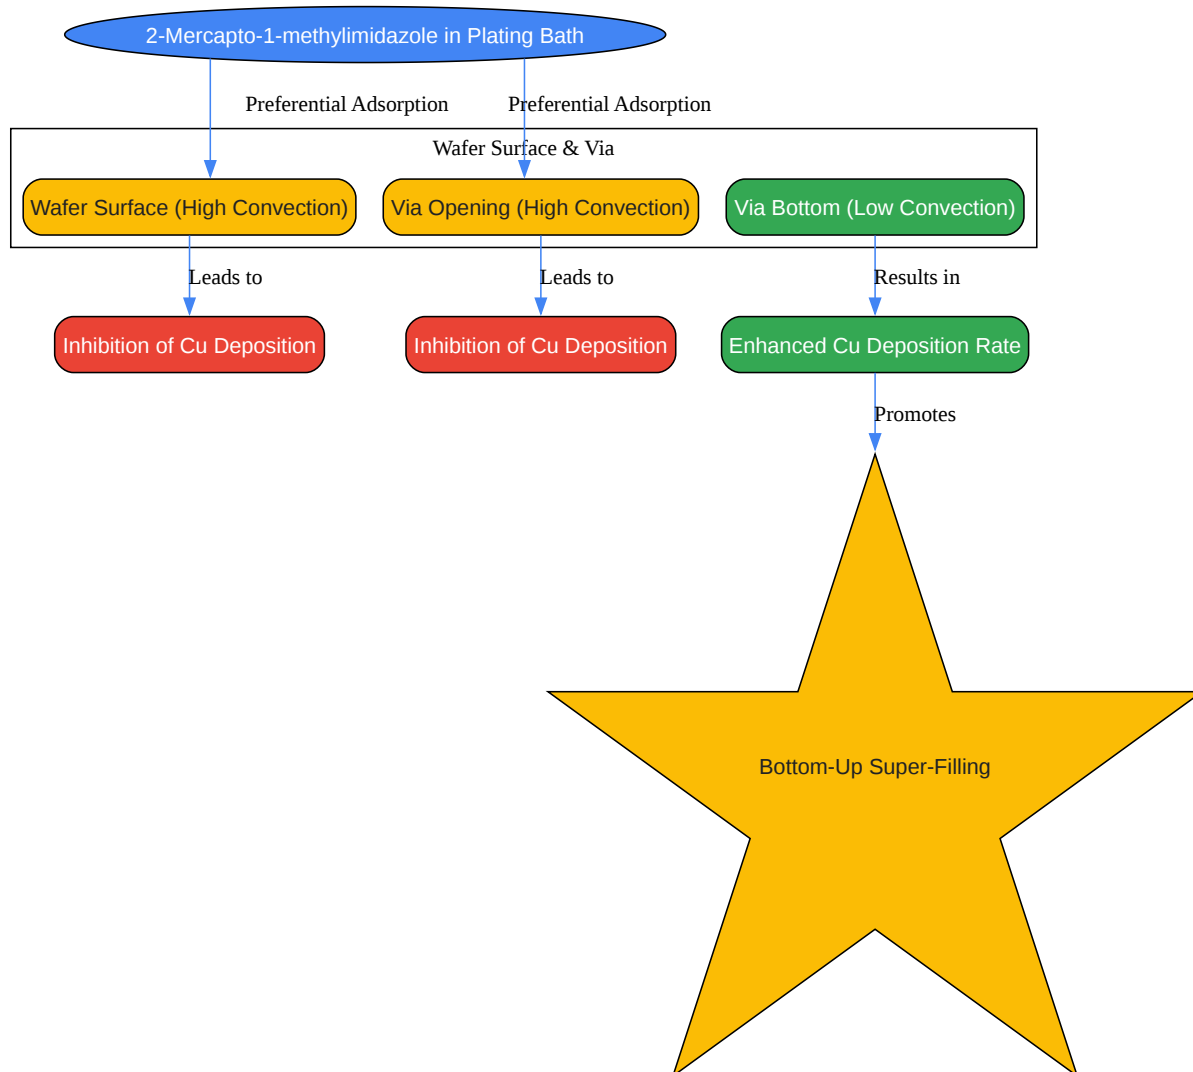 2-Mercapto-1-methylimidazole in Plating Bath
Preferential Adsorption
Preferential Adsorption
Wafer Surface & Via
Wafer Surface (High Convection)
Via Opening (High Convection)
Via Bottom (Low Convection)
Leads to
Leads to
Results in
Inhibition of Cu Deposition
Inhibition of Cu Deposition
Enhanced Cu Deposition Rate
Promotes
Bottom-Up Super-Filling